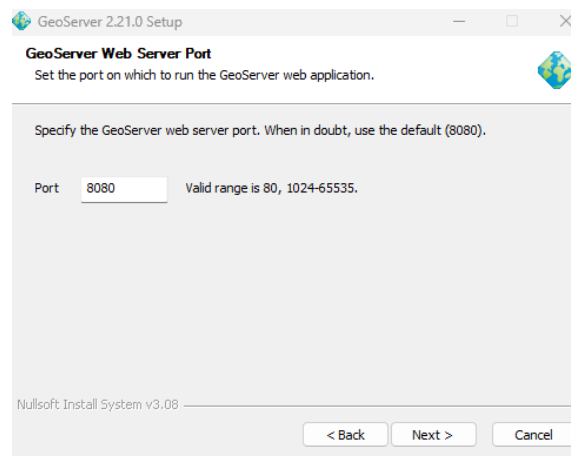 GeoServer 2.21.0 Setup
GeoServer Web Server Port
Set the port on which to run the GeoServer web application.
Specify the GeoServer web server port. When in doubt, use the default (8080).
Port 8080 Valid range is 80, 1024-65535.
Nullsoft Install System v3.08
< Back Next > Cancel